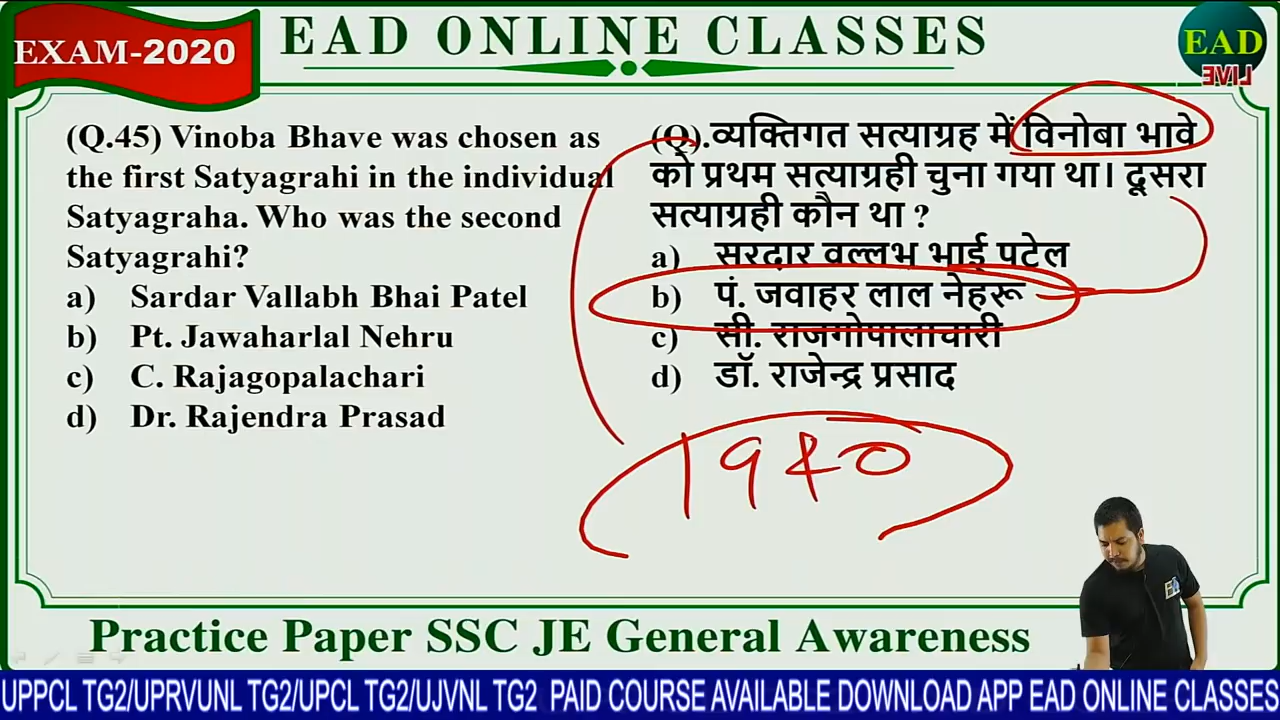 EXAM-2020
EAD ONLINE CLASSES
EAD
LIVE
(Q.45) Vinoba Bhave was chosen as
the first Satyagrahi in the individual
Satyagraha. Who was the second
Satyagrahi?
a) Sardar Vallabh Bhai Patel
b) Pt. Jawaharlal Nehru
c) C. Rajagopalachari
d) Dr. Rajendra Prasad
(Q).व्यक्तिगत सत्याग्रह में विनोबा भावे
को प्रथम सत्याग्रही चुना गया था। दूसरा
सत्याग्रही कौन था ?
a) सरदार वल्लभ भाई पटेल
b) पं. जवाहर लाल नेहरू
c) सी. राजगोपालाचारी
d) डॉ. राजेन्द्र प्रसाद
1940
Practice Paper SSC JE General Awareness
UPPCL TG2/UPRVUNL TG2/UPCL TG2/UJVNL TG2 PAID COURSE AVAILABLE DOWNLOAD APP EAD ONLINE CLASSES